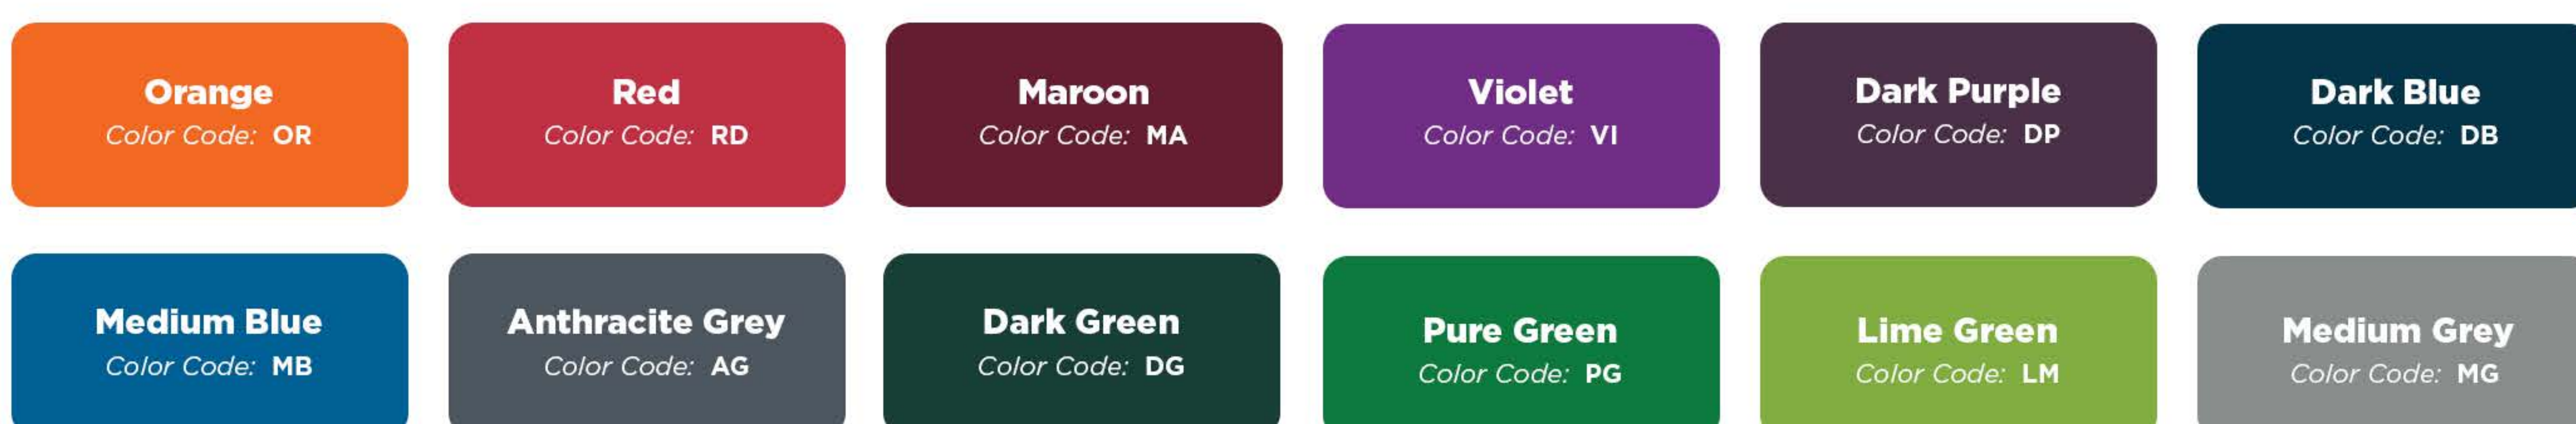 Orange
Color Code: OR
Red
Color Code: RD
Maroon
Color Code: MA
Violet
Color Code: VI
Dark Purple
Color Code: DP
Dark Blue
Color Code: DB
Medium Blue
Color Code: MB
Anthracite Grey
Color Code: AG
Dark Green
Color Code: DG
Pure Green
Color Code: PG
Lime Green
Color Code: LM
Medium Grey
Color Code: MG